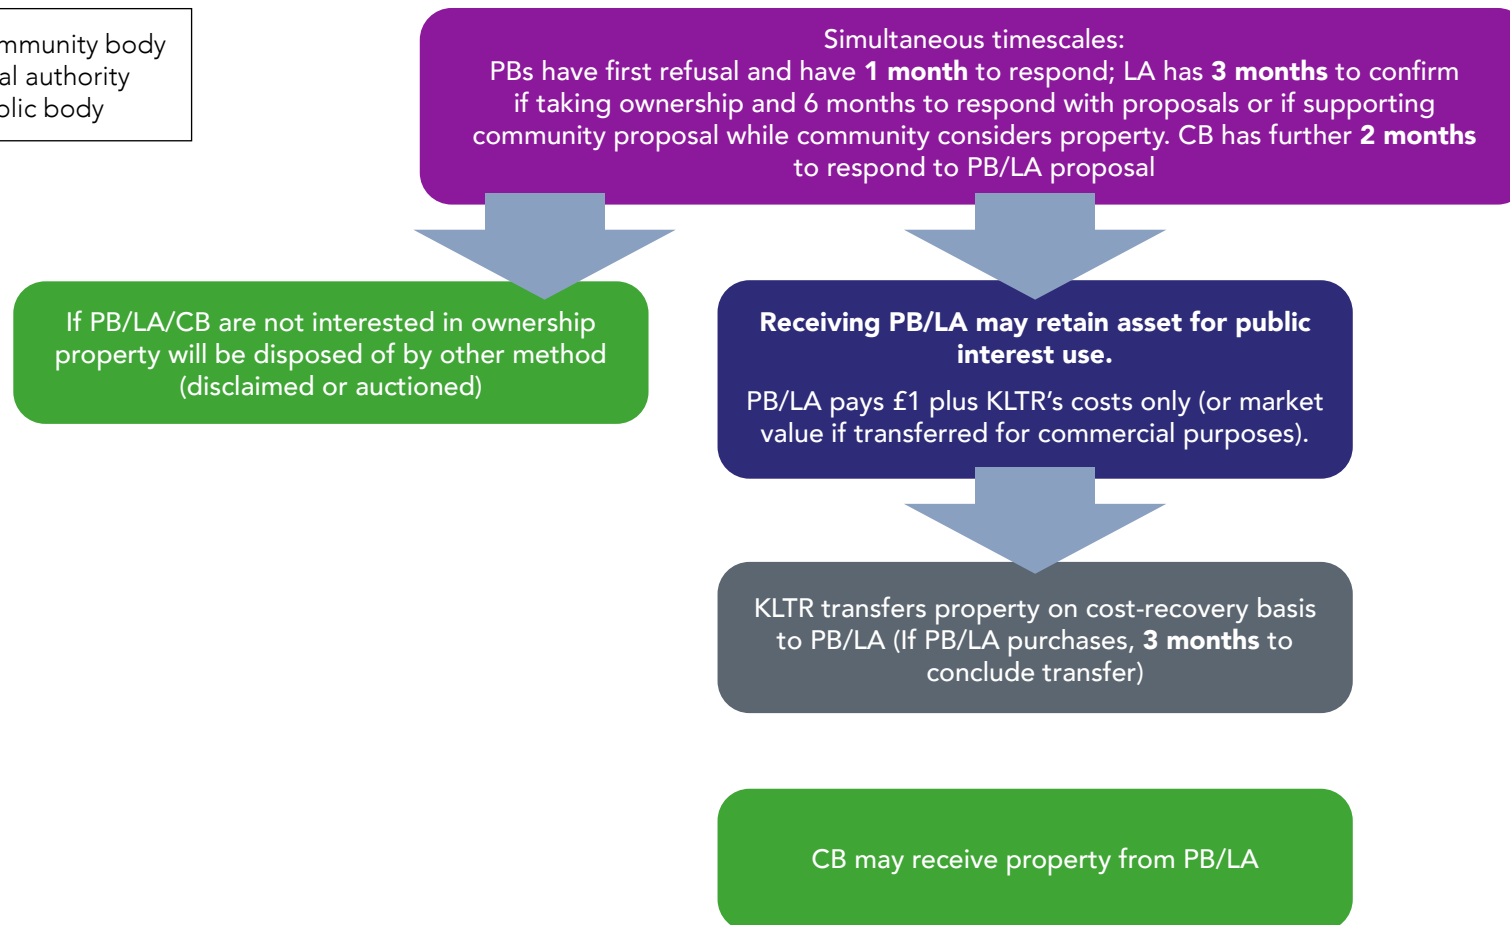 mmunity body
al authority
olic body
Simultaneous timescales:
PBs have first refusal and have 1 month to respond; LA has 3 months to confirm
if taking ownership and 6 months to respond with proposals or if supporting
community proposal while community considers property. CB has further 2 months
to respond to PB/LA proposal
If PB/LA/CB are not interested in ownership
property will be disposed of by other method
(disclaimed or auctioned)
Receiving PB/LA may retain asset for public
interest use.
PB/LA pays £1 plus KLTR’s costs only (or market
value if transferred for commercial purposes).
KLTR transfers property on cost-recovery basis
to PB/LA (If PB/LA purchases, 3 months to
conclude transfer)
CB may receive property from PB/LA